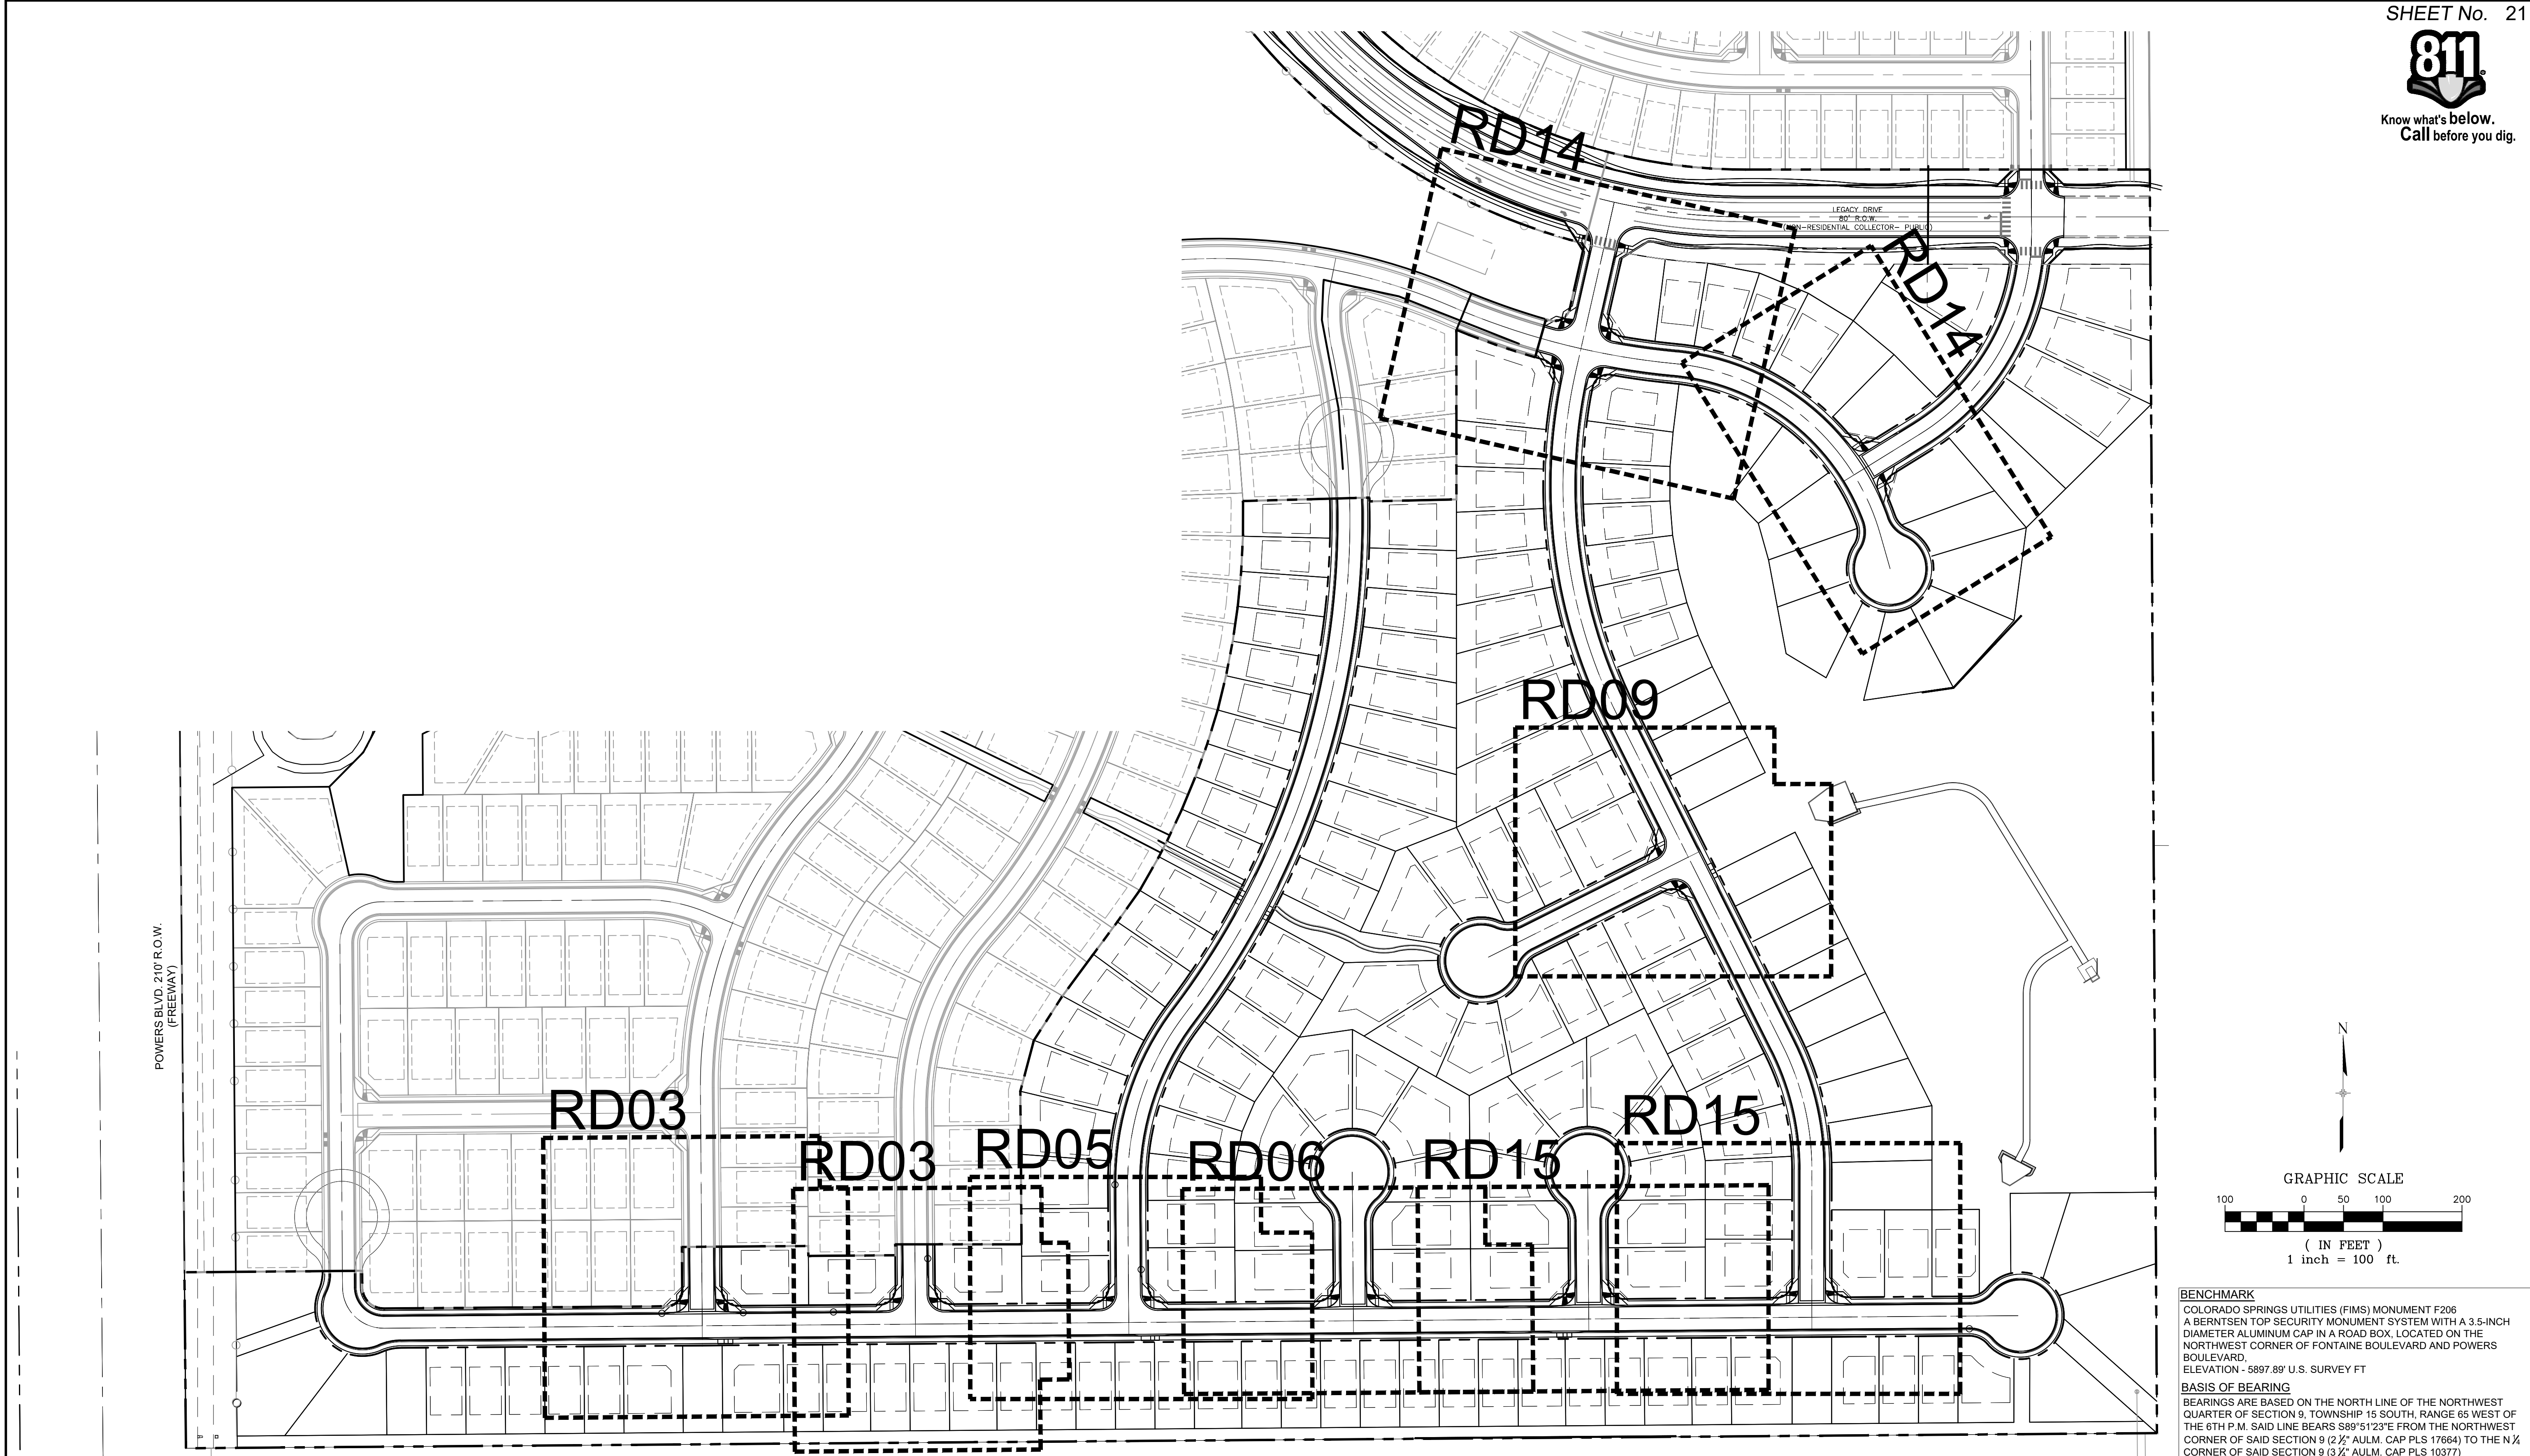 SHEET No. 21
811
Know what's below.
Call before you dig.
RD14
LEGACY DRIVE
80' R.O.W.
(NON-RESIDENTIAL COLLECTOR- PUBLIC)
RD14
RD09
POWERS BLVD. 210' R.O.W.
(FREEWAY)
RD03
RD03
RD05
RD06
RD15
RD15
N
GRAPHIC SCALE
100 0 50 100 200
( IN FEET )
1 inch = 100 ft.
BENCHMARK
COLORADO SPRINGS UTILITIES (FIMS) MONUMENT F206
A BERNTSEN TOP SECURITY MONUMENT SYSTEM WITH A 3.5-INCH
DIAMETER ALUMINUM CAP IN A ROAD BOX, LOCATED ON THE
NORTHWEST CORNER OF FONTAINE BOULEVARD AND POWERS
BOULEVARD,
ELEVATION - 5897.89' U.S. SURVEY FT
BASIS OF BEARING
BEARINGS ARE BASED ON THE NORTH LINE OF THE NORTHWEST
QUARTER OF SECTION 9, TOWNSHIP 15 SOUTH, RANGE 65 WEST OF
THE 6TH P.M. SAID LINE BEARS S89°51'23"E FROM THE NORTHWEST
CORNER OF SAID SECTION 9 (2 ½" AULM. CAP PLS 17664) TO THE N ¼
CORNER OF SAID SECTION 9 (3 ¼" AULM. CAP PLS 10377)